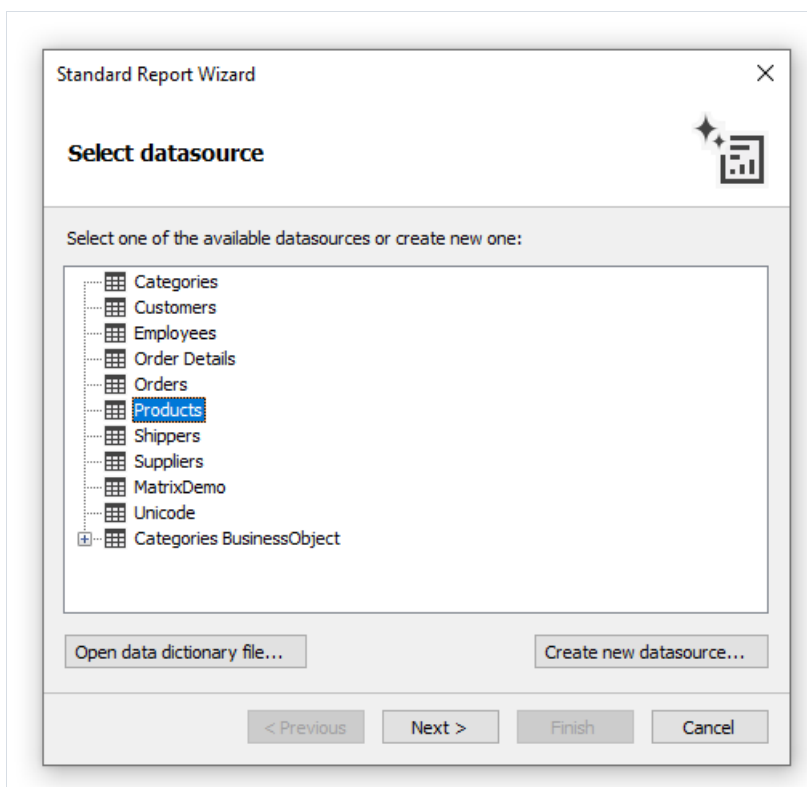 Standard Report Wizard
Select datasource
Select one of the available datasources or create new one:
Categories
Customers
Employees
Order Details
Orders
Products
Shippers
Suppliers
MatrixDemo
Unicode
Categories BusinessObject
Open data dictionary file... Create new datasource...
< Previous Next > Finish Cancel